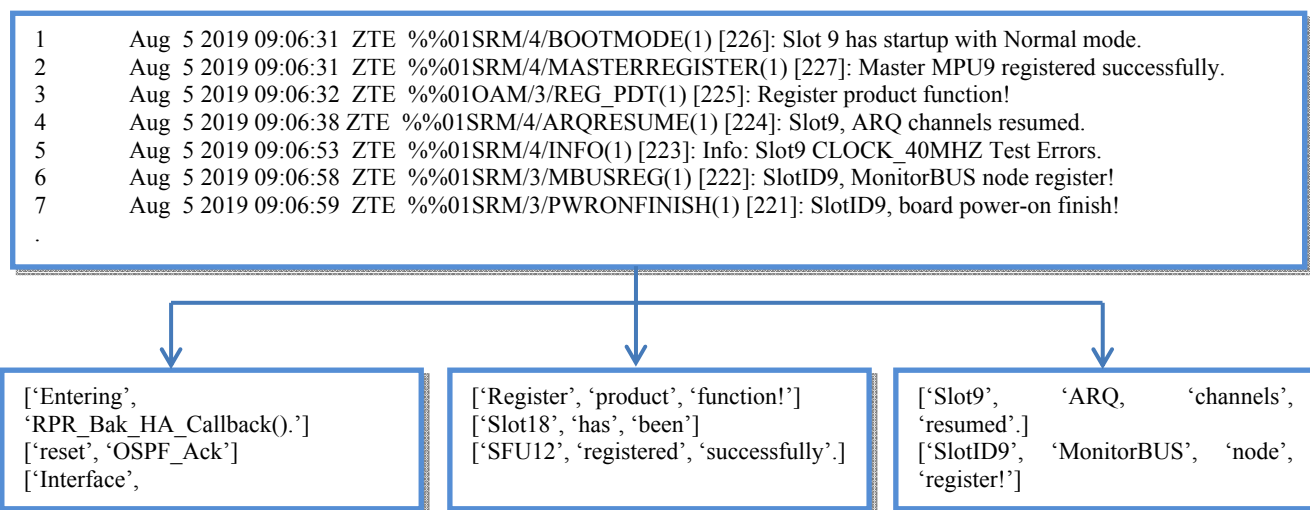 1 Aug 5 2019 09:06:31 ZTE %%01SRM/4/BOOTMODE(1) [226]: Slot 9 has startup with Normal mode.
2 Aug 5 2019 09:06:31 ZTE %%01SRM/4/MASTERREGISTER(1) [227]: Master MPU9 registered successfully.
3 Aug 5 2019 09:06:32 ZTE %%01OAM/3/REG_PDT(1) [225]: Register product function!
4 Aug 5 2019 09:06:38 ZTE %%01SRM/4/ARQRESUME(1) [224]: Slot9, ARQ channels resumed.
5 Aug 5 2019 09:06:53 ZTE %%01SRM/4/INFO(1) [223]: Info: Slot9 CLOCK_40MHZ Test Errors.
6 Aug 5 2019 09:06:58 ZTE %%01SRM/3/MBUSREG(1) [222]: SlotID9, MonitorBUS node register!
7 Aug 5 2019 09:06:59 ZTE %%01SRM/3/PWRONFINISH(1) [221]: SlotID9, board power-on finish!
.
[‘Entering’,
‘RPR_Bak_HA_Callback().’]
[‘reset’, ‘OSPF_Ack’]
[‘Interface’,
[‘Register’, ‘product’, ‘function!’]
[‘Slot18’, ‘has’, ‘been’]
[‘SFU12’, ‘registered’, ‘successfully’.]
[‘Slot9’, ‘ARQ, ‘channels’,
‘resumed’.]
[‘SlotID9’, ‘MonitorBUS’, ‘node’,
‘register!’]